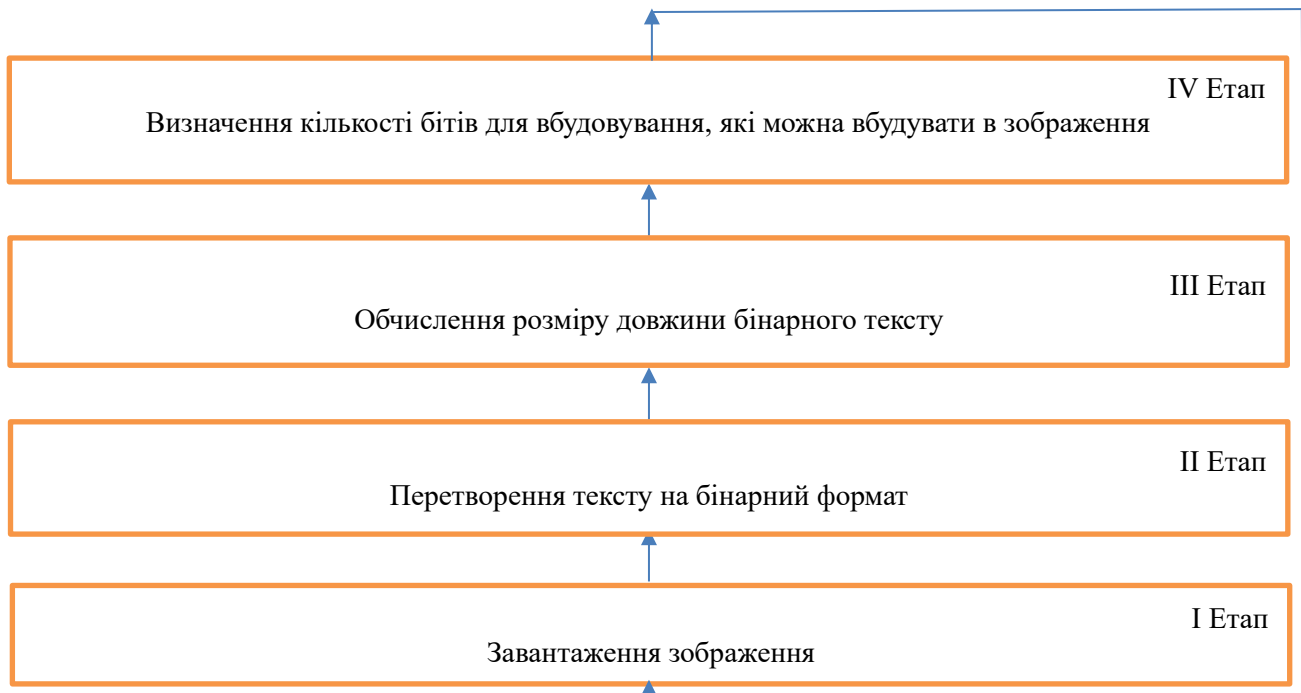 IV Етап
Визначення кількості бітів для вбудовування, які можна вбудувати в зображення
III Етап
Обчислення розміру довжини бінарного тексту
II Етап
Перетворення тексту на бінарний формат
I Етап
Завантаження зображення